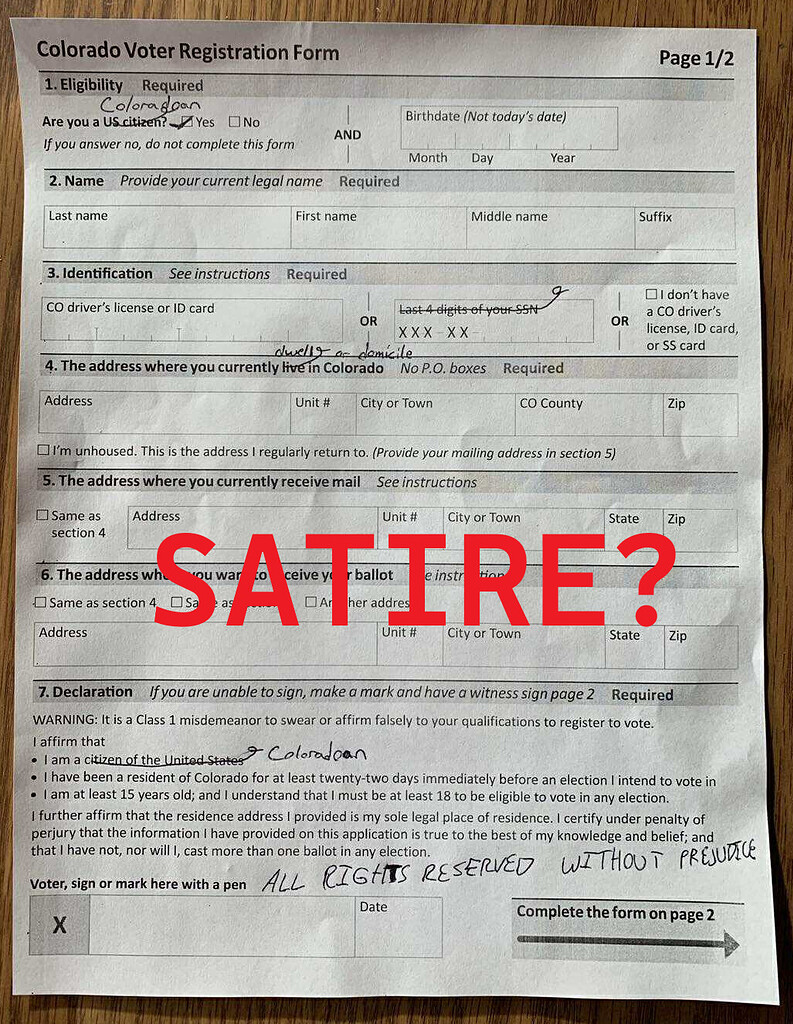 Colorado Voter Registration Form
Page 1/2
1. Eligibility Required
Coloradoan
Are you a US citizen? Yes No
If you answer no, do not complete this form
AND
Birthdate (Not today's date)
Month Day Year
2. Name Provide your current legal name Required
Last name First name Middle name Suffix
3. Identification See instructions Required
CO driver's license or ID card
OR
Last 4 digits of your SSN
XXX-XX-
OR
I don't have
a CO driver's
license, ID card,
or SS card
or domicile
4. The address where you currently live in Colorado No P.O. boxes Required
Address Unit # City or Town CO County Zip
I'm unhoused. This is the address I regularly return to. (Provide your mailing address in section 5)
5. The address where you currently receive mail See instructions
Same as
section 4
Address Unit # City or Town State Zip
SATIRE?
6. The address where you want to receive your ballot
Same as section 4
Address Unit # City or Town State Zip
7. Declaration If you are unable to sign, make a mark and have a witness sign page 2 Required
WARNING: It is a Class 1 misdemeanor to swear or affirm falsely to your qualifications to register to vote.
I affirm that
• I am a citizen of the United States Coloradoan
• I have been a resident of Colorado for at least twenty-two days immediately before an election I intend to vote in
• I am at least 15 years old; and I understand that I must be at least 18 to be eligible to vote in any election.
I further affirm that the residence address I provided is my sole legal place of residence. I certify under penalty of
perjury that the information I have provided on this application is true to the best of my knowledge and belief; and
that I have not, nor will I, cast more than one ballot in any election.
Voter, sign or mark here with a pen ALL RIGHTS RESERVED WITHOUT PREJUDICE
X
Date
Complete the form on page 2